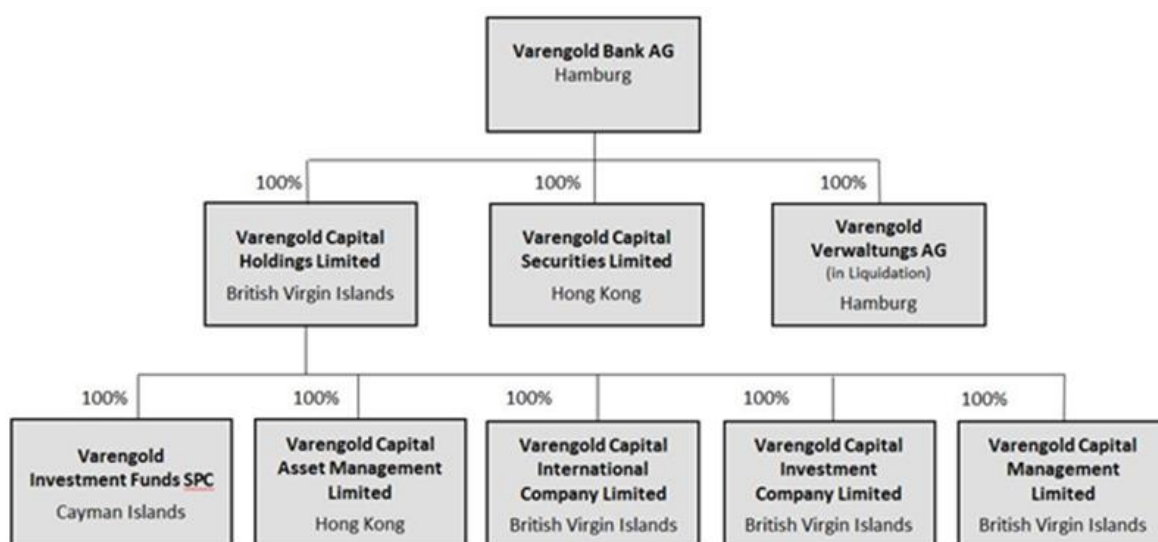 Varengold Bank AG
Hamburg
100%
100%
100%
Varengold Capital
Holdings Limited
British Virgin Islands
Varengold Capital
Securities Limited
Hong Kong
Varengold
Verwaltungs AG
(in Liquidation)
Hamburg
100%
100%
100%
100%
100%
Varengold
Investment Funds SPC
Cayman Islands
Varengold Capital
Asset Management
Limited
Hong Kong
Varengold Capital
International
Company Limited
British Virgin Islands
Varengold Capital
Investment
Company Limited
British Virgin Islands
Varengold Capital
Management
Limited
British Virgin Islands